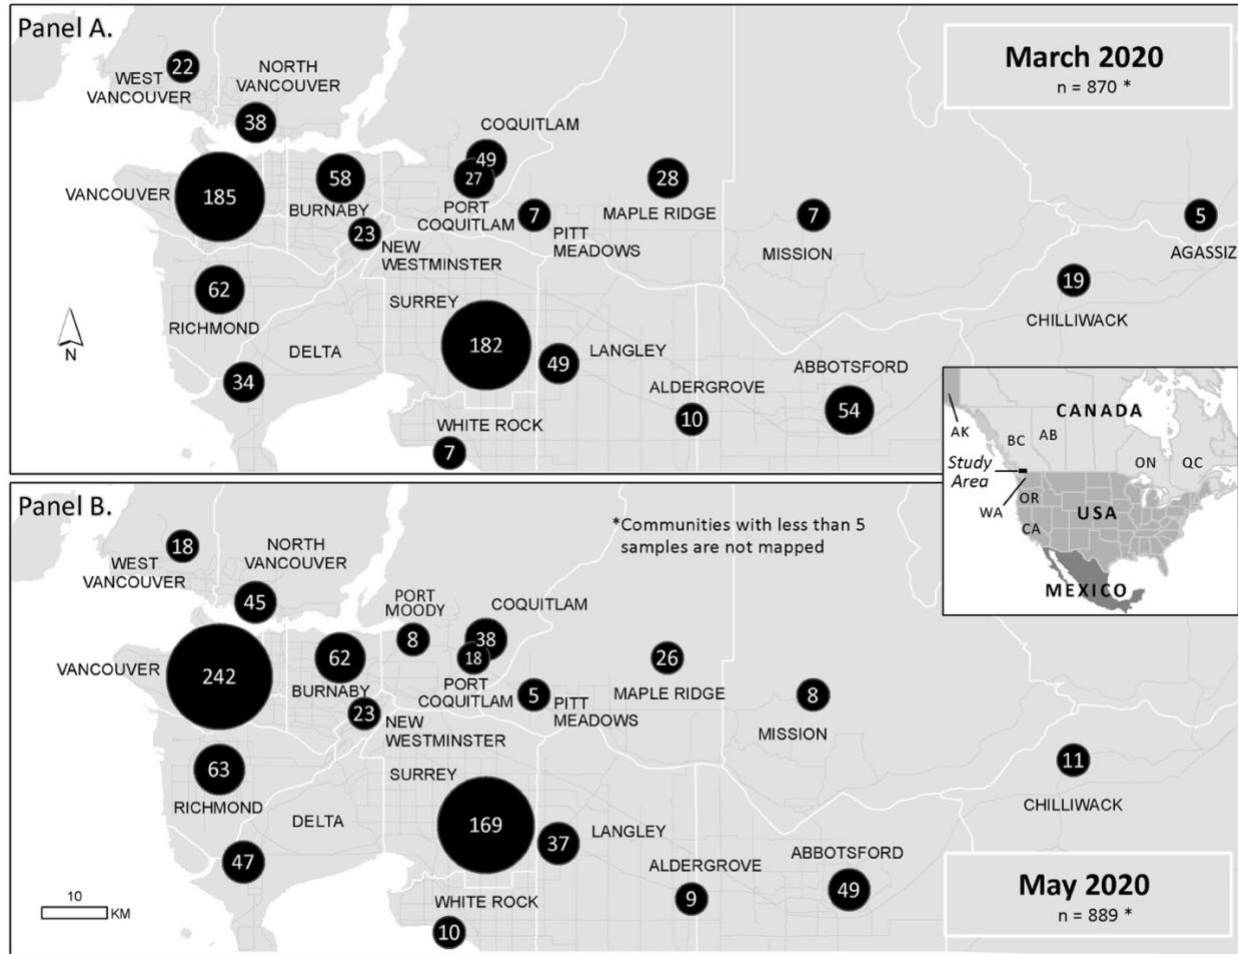 Panel A.
March 2020
n = 870 *
22
WEST
VANCOUVER
NORTH
VANCOUVER
38
COQUITLAM
49
27
PORT
COQUITLAM
VANCOUVER
185
58
BURNABY
23
NEW
WESTMINSTER
7
PITT
MEADOWS
28
MAPLE RIDGE
7
MISSION
5
AGASSIZ
19
CHILLIWACK
62
RICHMOND
N
DELTA
34
SURREY
182
49
LANGLEY
ALDERGROVE
10
ABBOTSFORD
54
WHITE ROCK
7
CANADA
AK
BC
AB
ON
QC
Study
Area
WA
OR
CA
USA
MEXICO
Panel B.
*Communities with less than 5
samples are not mapped
18
WEST
VANCOUVER
NORTH
VANCOUVER
45
PORT
MOODY
8
COQUITLAM
38
18
PORT
COQUITLAM
VANCOUVER
242
62
BURNABY
23
NEW
WESTMINSTER
5
PITT
MEADOWS
26
MAPLE RIDGE
8
MISSION
11
CHILLIWACK
63
RICHMOND
DELTA
47
SURREY
169
37
LANGLEY
ALDERGROVE
9
ABBOTSFORD
49
WHITE ROCK
10
10
KM
May 2020
n = 889 *